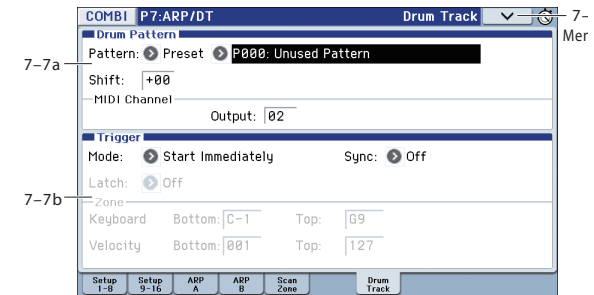 COMBI P7:ARP/DT Drum Track 7–
Mer
Drum Pattern
7–7a
Pattern: Preset P000: Unused Pattern
Shift: +00
MIDI Channel
Output: 02
Trigger
Mode: Start Immediately Sync: Off
Latch: Off
7–7b
Zone
Keyboard Bottom: C-1 Top: G9
Velocity Bottom: 001 Top: 127
Setup 1-8 Setup 9-16 ARP A ARP B Scan Zone Drum Track